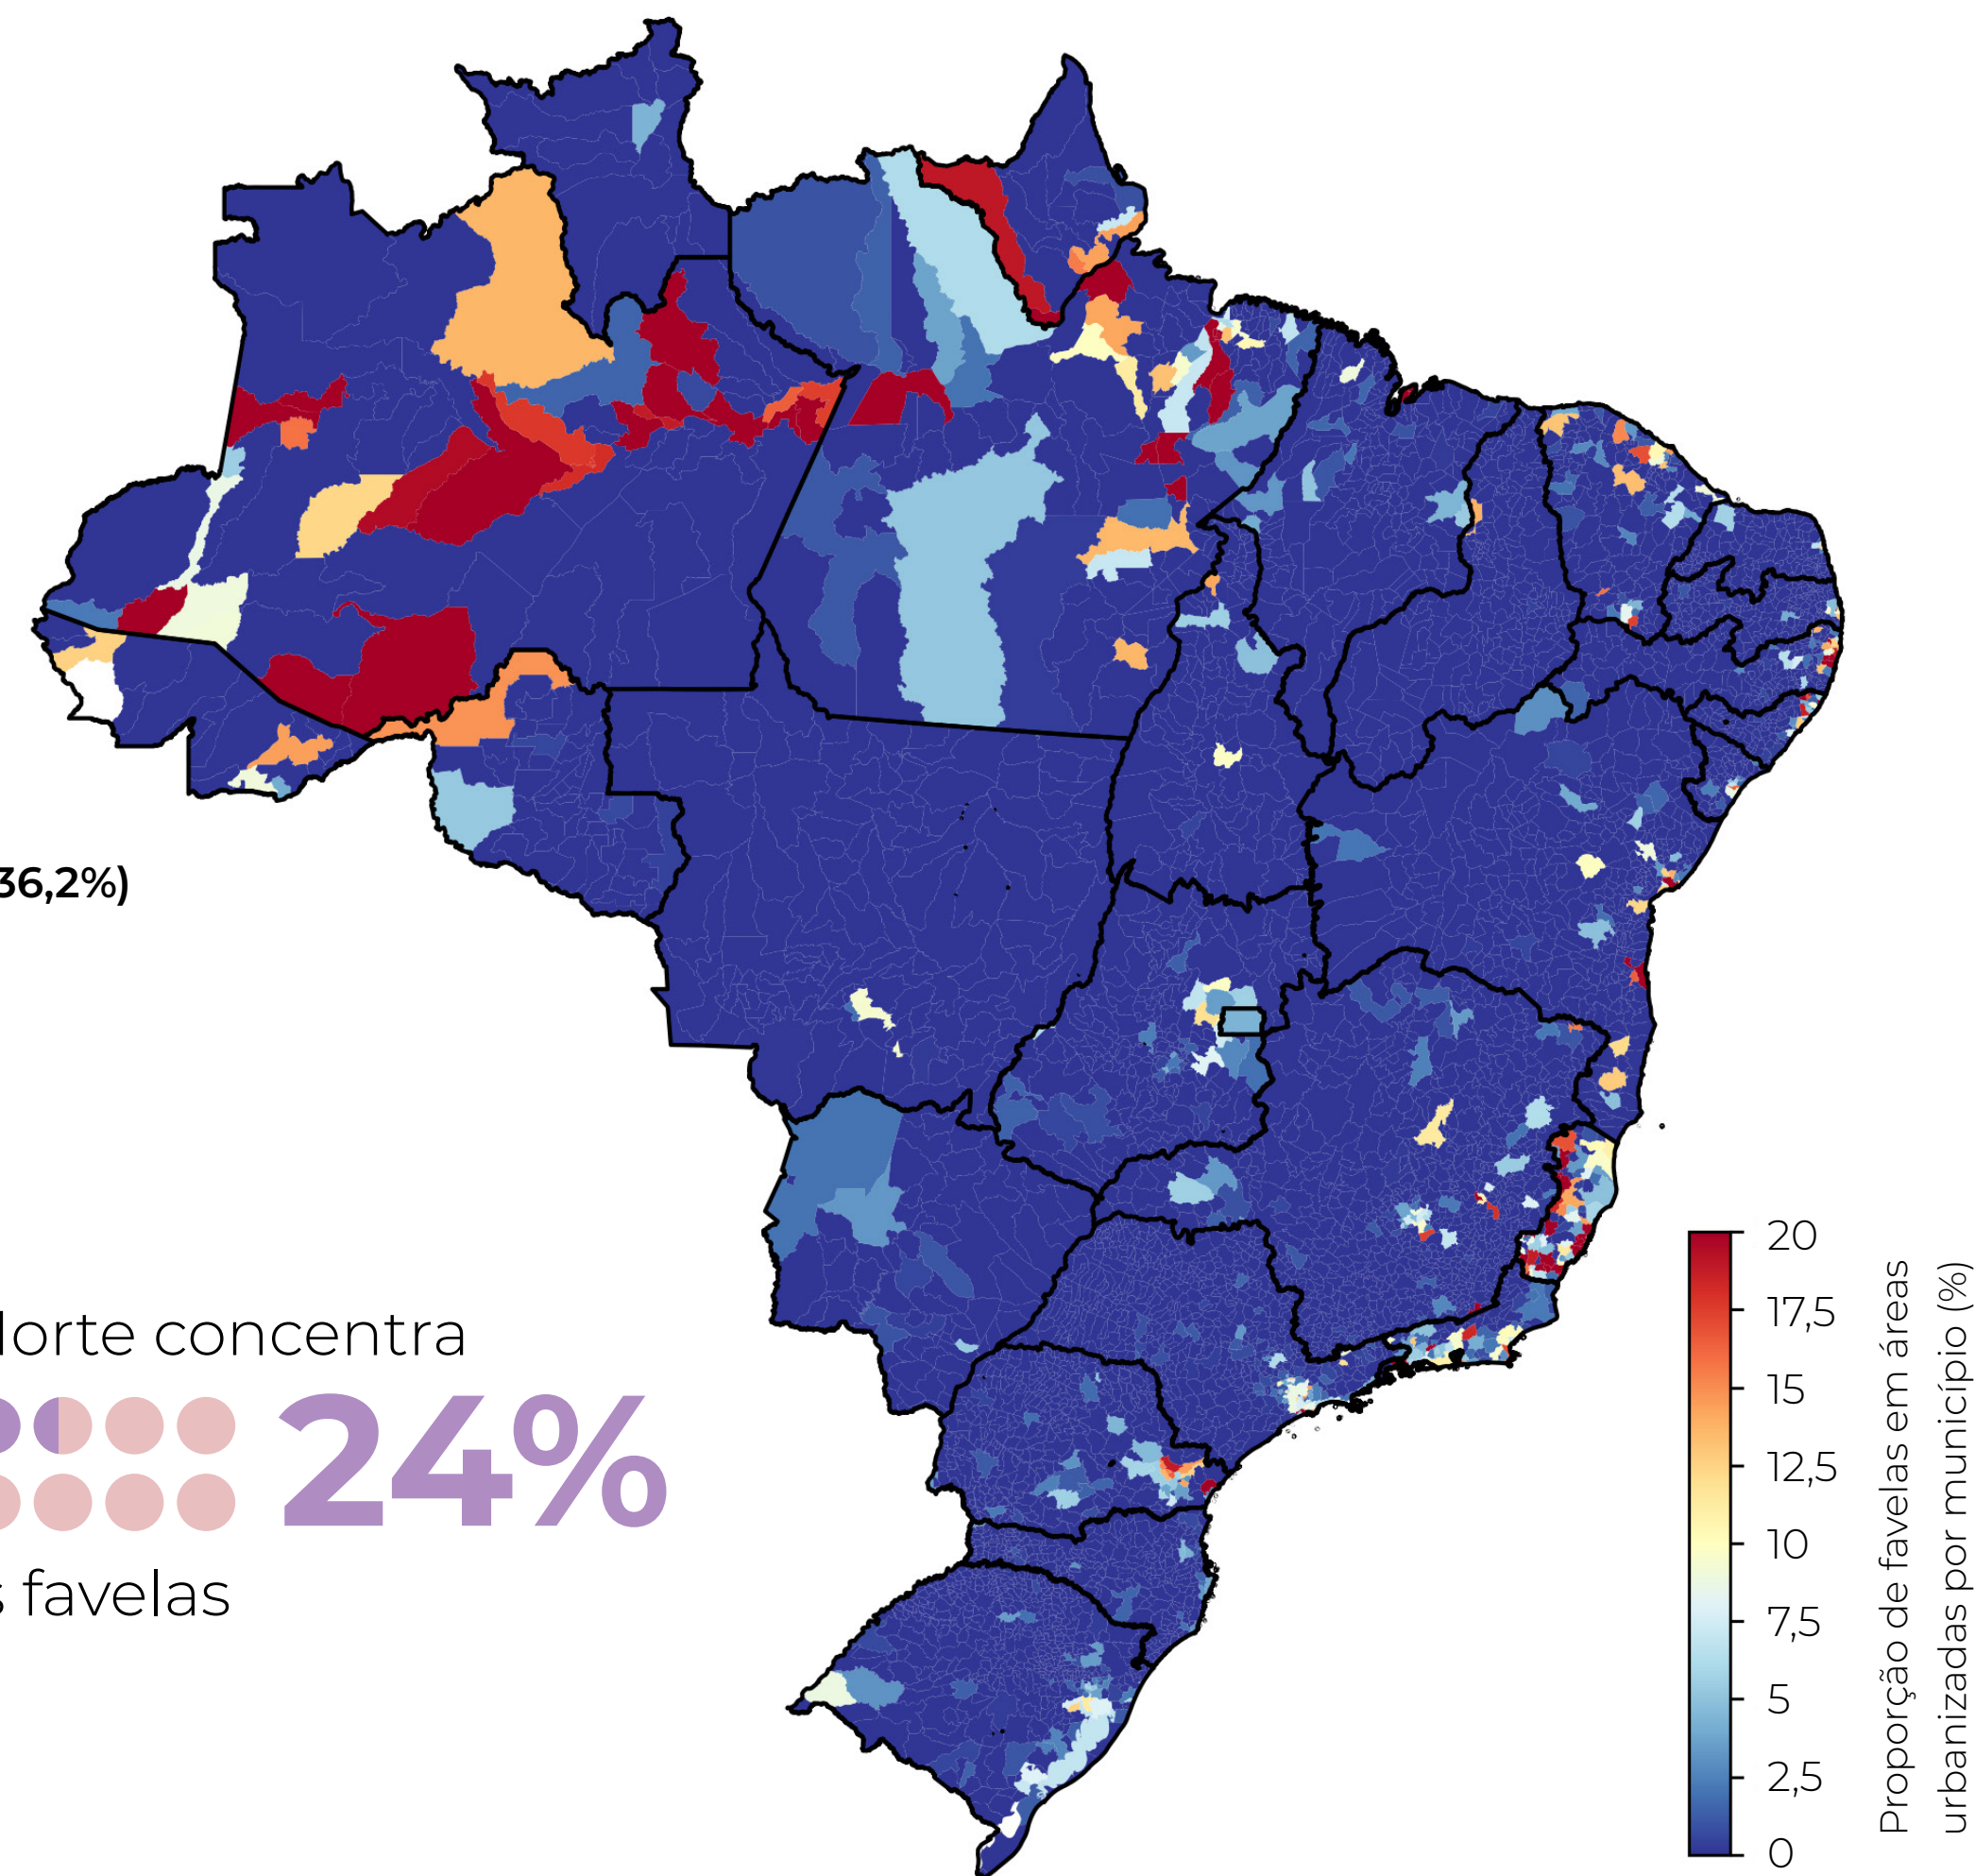 36,2%)
Norte concentra
24%
s favelas
20
17,5
15
12,5
10
7,5
5
2,5
0
Proporção de favelas em áreas
urbanizadas por município (%)